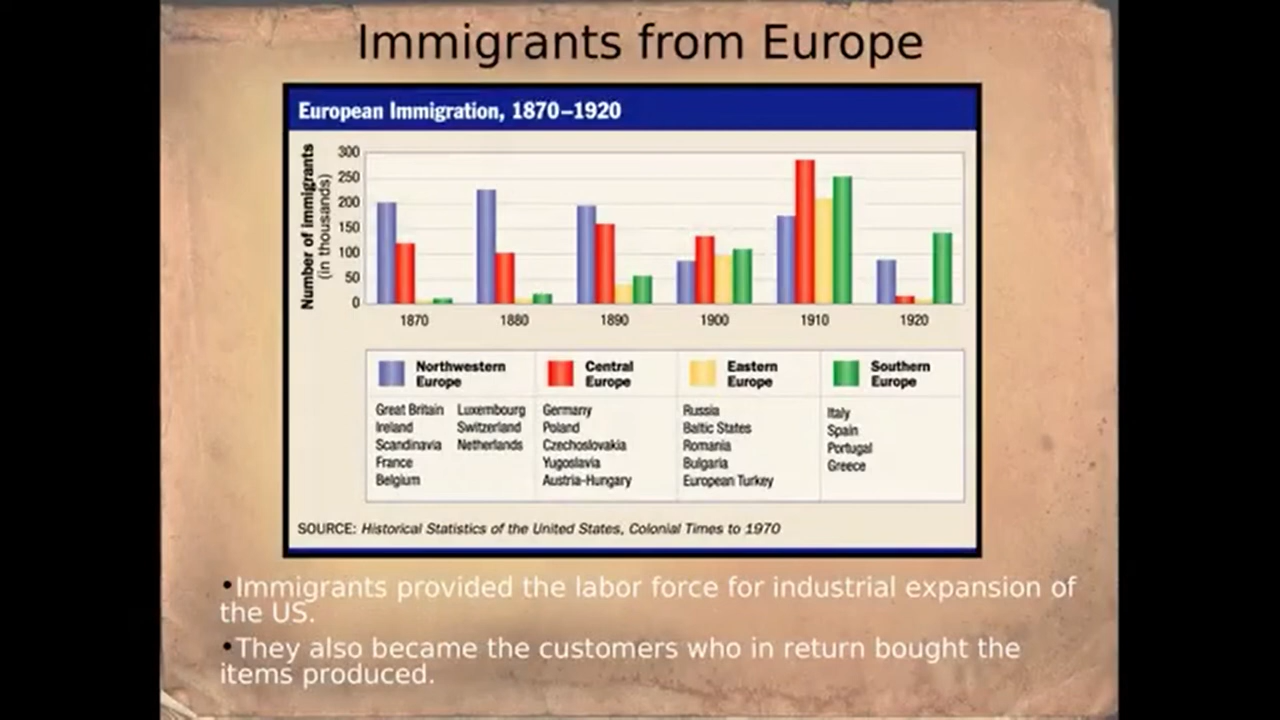 Immigrants from Europe
European Immigration, 1870–1920
Number of immigrants
(in thousands)
300
250
200
150
100
50
0
1870 1880 1890 1900 1910 1920
Northwestern Europe
Central Europe
Eastern Europe
Southern Europe
Great Britain Luxembourg
Ireland Switzerland
Scandinavia Netherlands
France
Belgium
Germany
Poland
Czechoslovakia
Yugoslavia
Austria-Hungary
Russia
Baltic States
Romania
Bulgaria
European Turkey
Italy
Spain
Portugal
Greece
SOURCE: Historical Statistics of the United States, Colonial Times to 1970
•Immigrants provided the labor force for industrial expansion of
the US.
•They also became the customers who in return bought the
items produced.